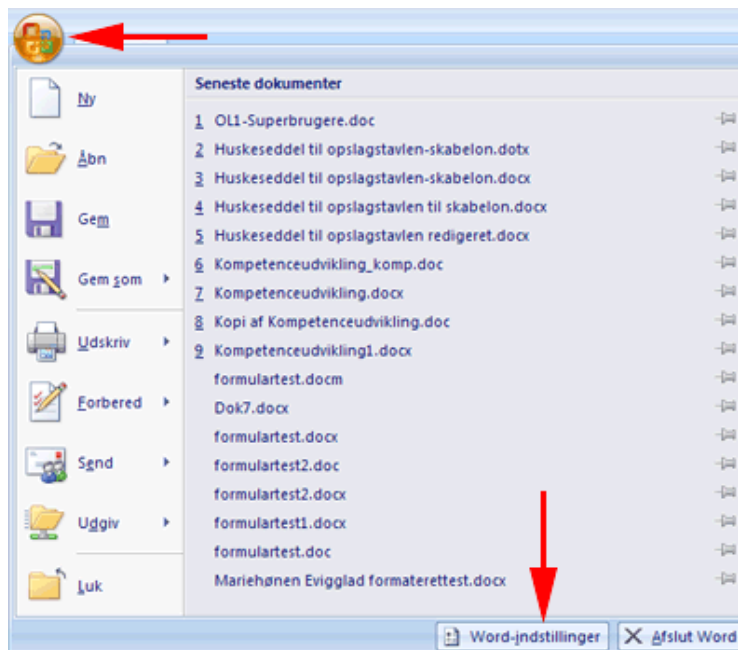 Ny
Åbn
Gem
Gem som
Udskriv
Forbered
Send
Udgiv
Luk
Seneste dokumenter
1 OL1-Superbrugere.doc
2 Huskeseddel til opslagstavlen-skabelon.dotx
3 Huskeseddel til opslagstavlen-skabelon.docx
4 Huskeseddel til opslagstavlen til skabelon.docx
5 Huskeseddel til opslagstavlen redigeret.docx
6 Kompetenceudvikling_komp.doc
7 Kompetenceudvikling.docx
8 Kopi af Kompetenceudvikling.doc
9 Kompetenceudvikling1.docx
formulartest.docm
Dok7.docx
formulartest.docx
formulartest2.doc
formulartest2.docx
formulartest1.docx
formulartest.doc
Mariehønen Evigglad formaterettest.docx
Word-indstillinger
Afslut Word